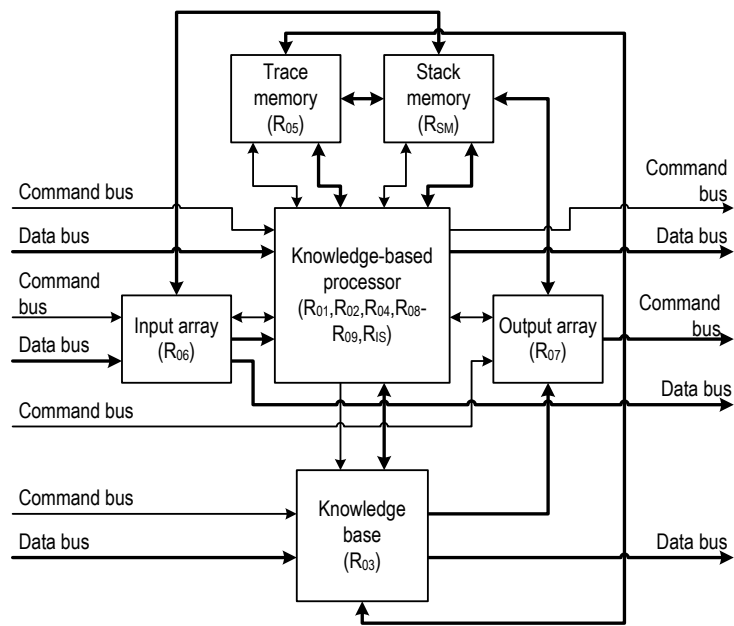 Trace
memory
(R05)
Stack
memory
(RSM)
Command bus
Data bus
Command
bus
Data bus
Knowledge-based
processor
(R01,R02,R04,R08-
R09,RIS)
Command
bus
Data bus
Input array
(R06)
Output array
(R07)
Command
bus
Data bus
Command bus
Command bus
Data bus
Knowledge
base
(R03)
Data bus